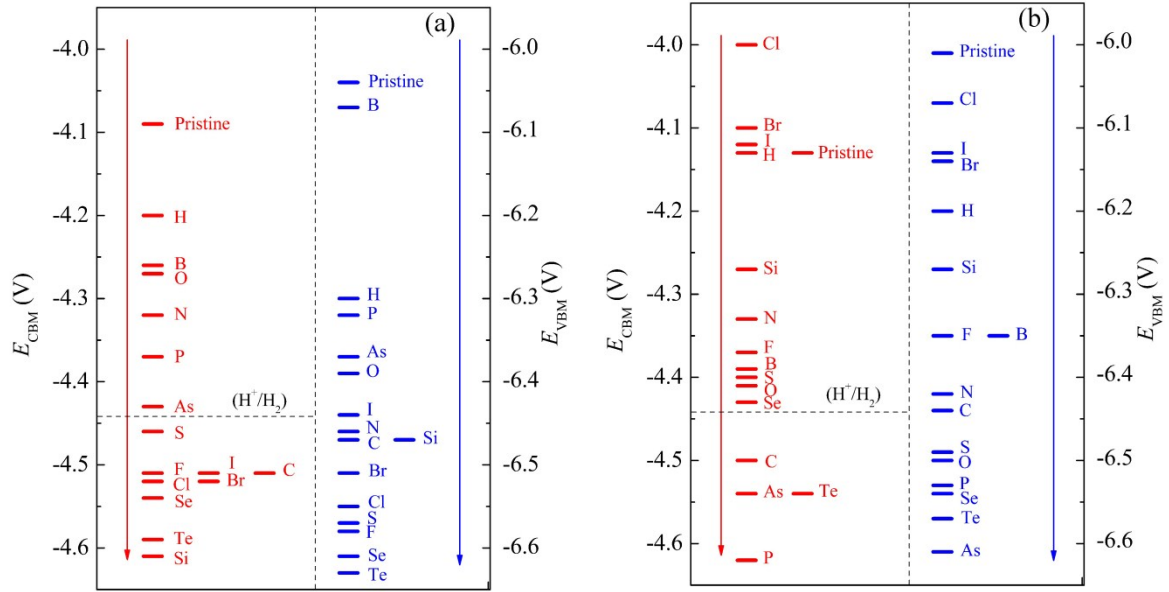 (a)
-4.0
-4.1
-4.2
-4.3
-4.4
-4.5
-4.6
E_CBM (V)
Pristine
H
B
O
N
P
As
(H⁺/H₂)
S
F
I
C
Cl
Br
Se
Te
Si
Pristine
B
H
P
As
O
I
N
C
Si
Br
Cl
S
F
Se
Te
-6.0
-6.1
-6.2
-6.3
-6.4
-6.5
-6.6
E_VBM (V)
(b)
-4.0
-4.1
-4.2
-4.3
-4.4
-4.5
-4.6
E_CBM (V)
Cl
Br
I
H
Pristine
Si
N
F
B
S
O
Se
(H⁺/H₂)
C
As
Te
P
Pristine
Cl
I
Br
H
Si
F
B
N
C
S
O
P
Se
Te
As
-6.0
-6.1
-6.2
-6.3
-6.4
-6.5
-6.6
E_VBM (V)